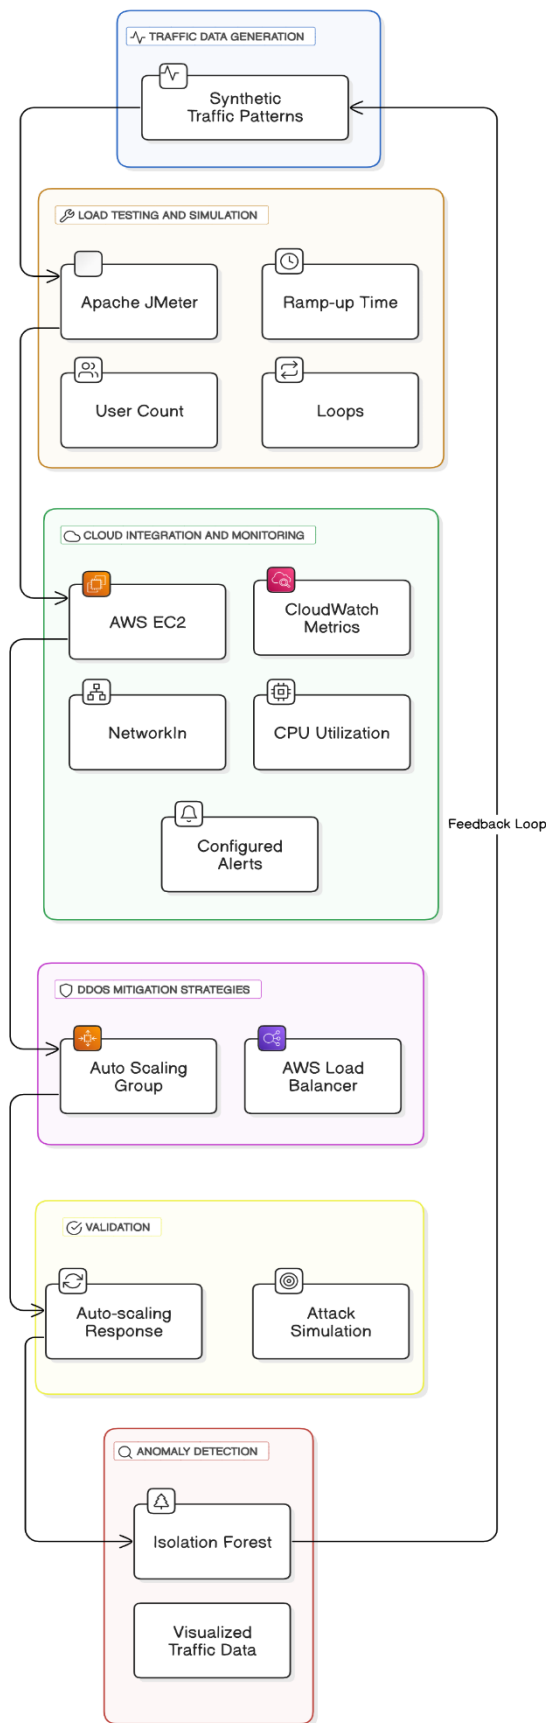 TRAFFIC DATA GENERATION
Synthetic
Traffic Patterns
LOAD TESTING AND SIMULATION
Apache JMeter
Ramp-up Time
User Count
Loops
CLOUD INTEGRATION AND MONITORING
AWS EC2
CloudWatch
Metrics
NetworkIn
CPU Utilization
Configured
Alerts
Feedback Loop
DDOS MITIGATION STRATEGIES
Auto Scaling
Group
AWS Load
Balancer
VALIDATION
Auto-scaling
Response
Attack
Simulation
ANOMALY DETECTION
Isolation Forest
Visualized
Traffic Data